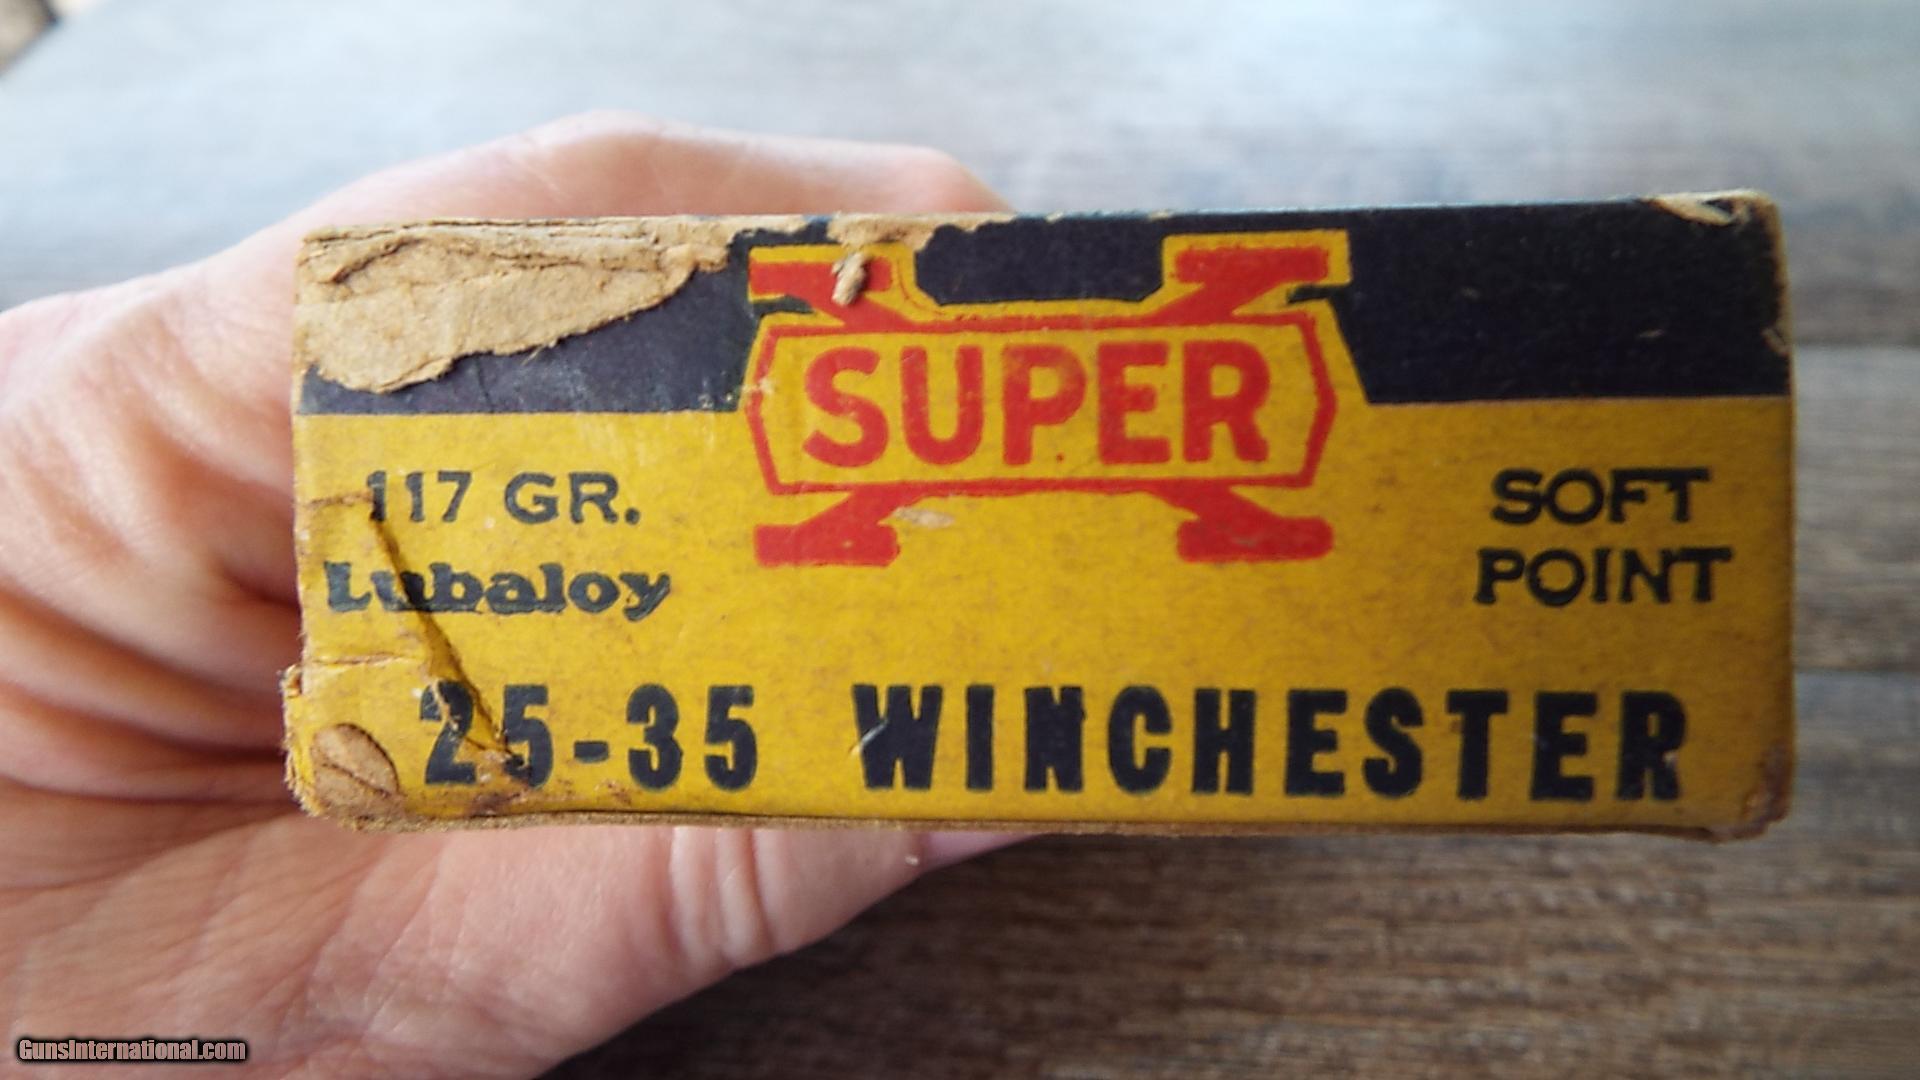 SUPER X
117 GR.
Lubaloy
SOFT
POINT
25-35 WINCHESTER
GunsInternational.com